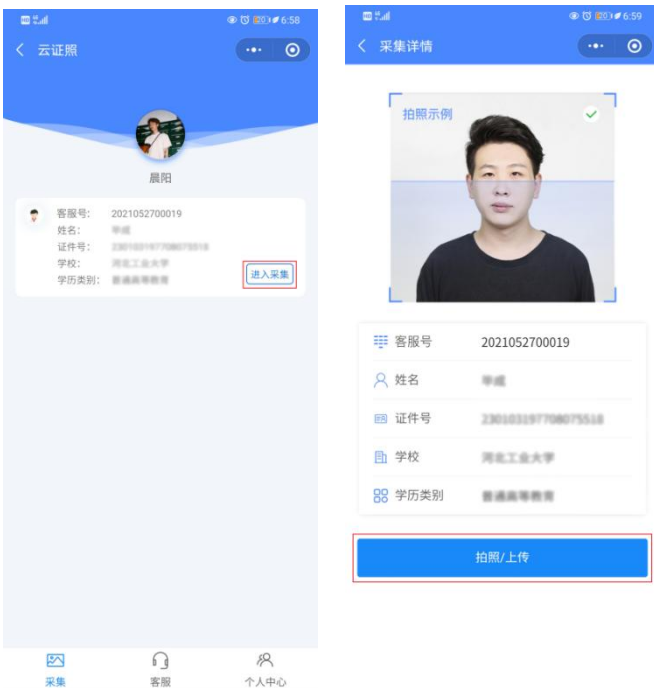 HD 6:58
云证照
晨阳
客服号: 2021052700019
姓名:
证件号:
学校:
学历类别:
进入采集
采集
客服
个人中心
HD 6:59
采集详情
拍照示例
客服号 2021052700019
姓名
证件号
学校
学历类别
拍照/上传